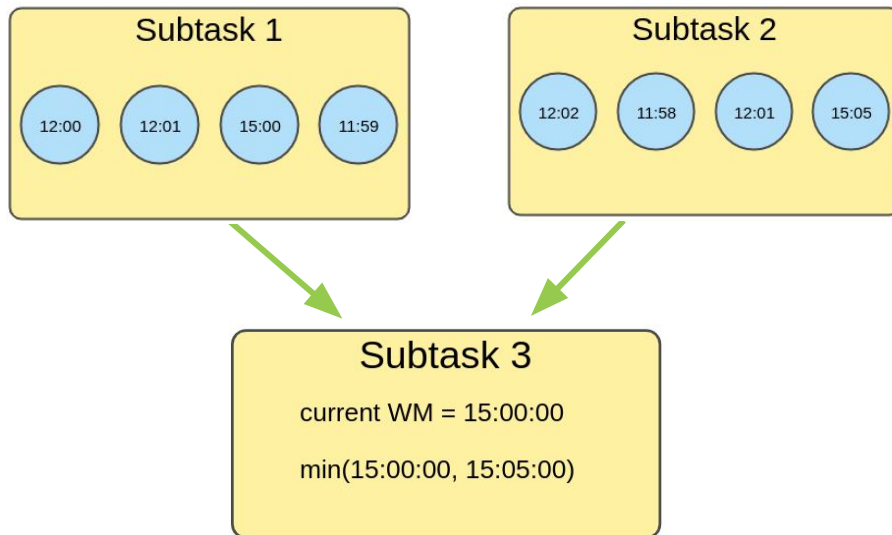 Subtask 1
12:00 12:01 15:00 11:59
Subtask 2
12:02 11:58 12:01 15:05
Subtask 3
current WM = 15:00:00
min(15:00:00, 15:05:00)